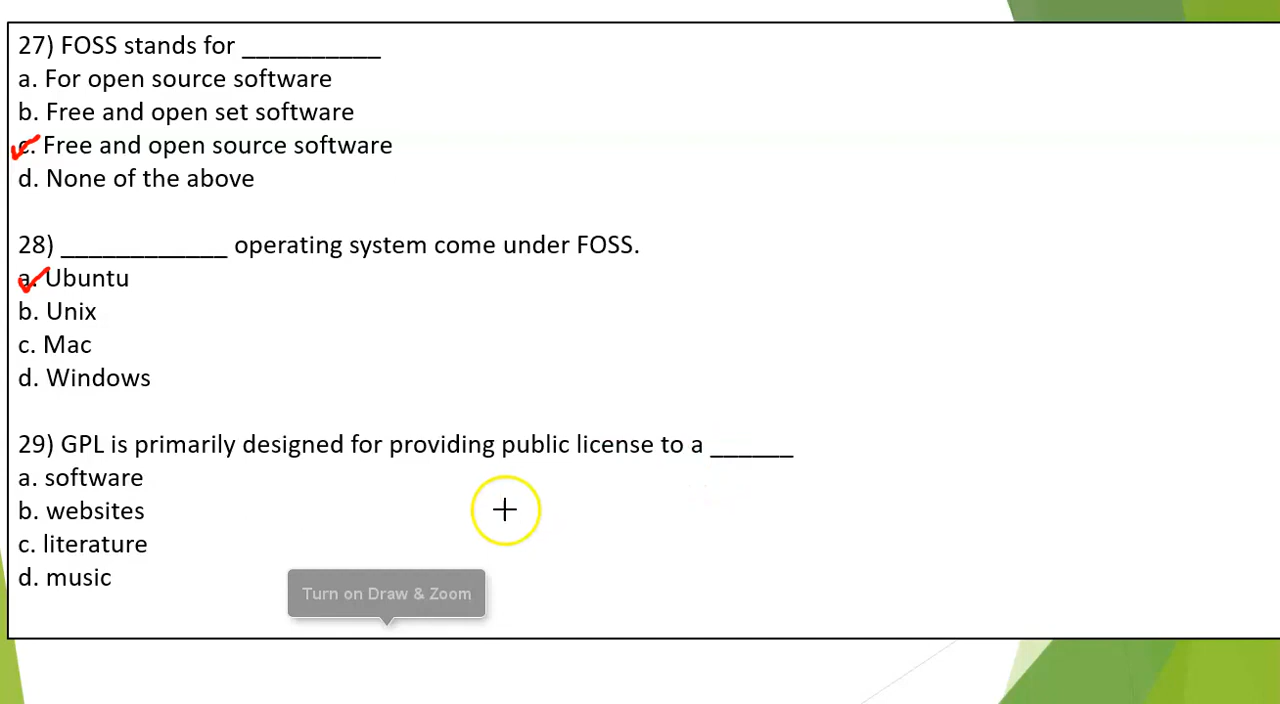 27) FOSS stands for __________
a. For open source software
b. Free and open set software
c. Free and open source software
d. None of the above
28) ____________ operating system come under FOSS.
a. Ubuntu
b. Unix
c. Mac
d. Windows
29) GPL is primarily designed for providing public license to a ______
a. software
b. websites
c. literature
d. music
Turn on Draw & Zoom